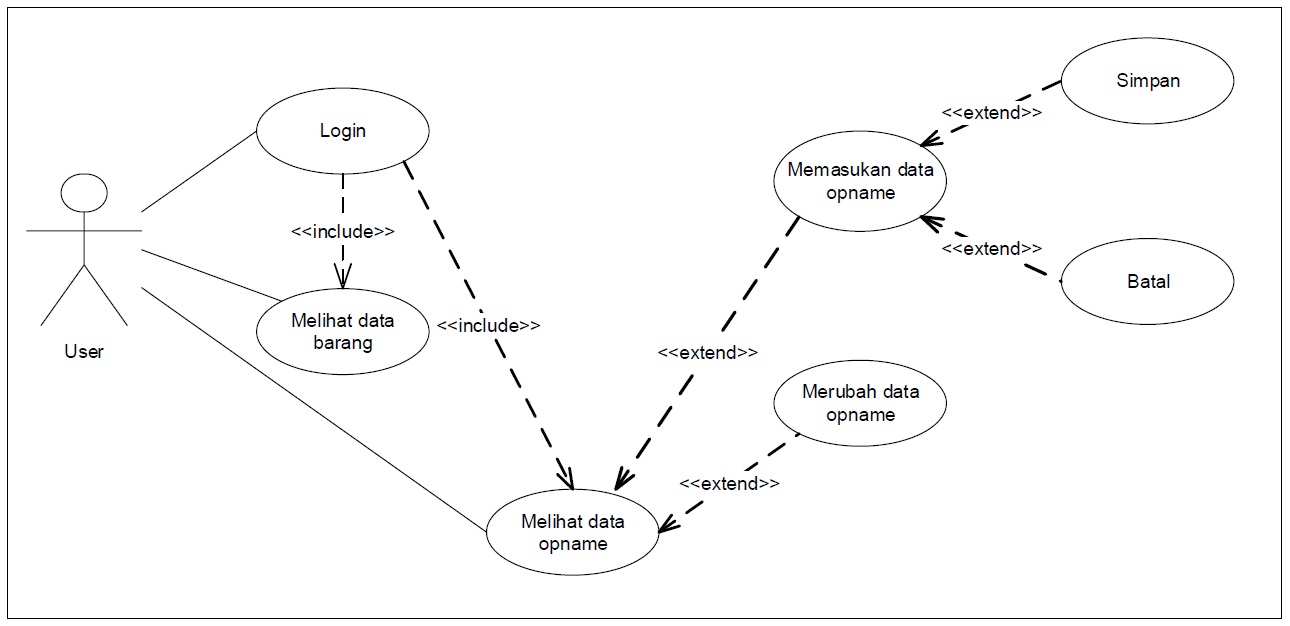 Simpan
<<extend>>
Login
Memasukan data
opname
<<include>>
<<extend>>
Batal
Melihat data
barang
<<include>>
User
<<extend>>
Merubah data
opname
<<extend>>
Melihat data
opname